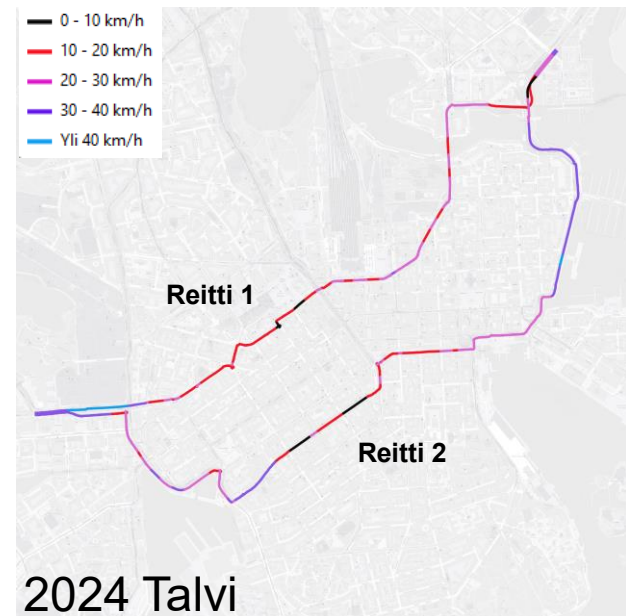 0 - 10 km/h
10 - 20 km/h
20 - 30 km/h
30 - 40 km/h
Yli 40 km/h
Reitti 1
Reitti 2
2024 Talvi